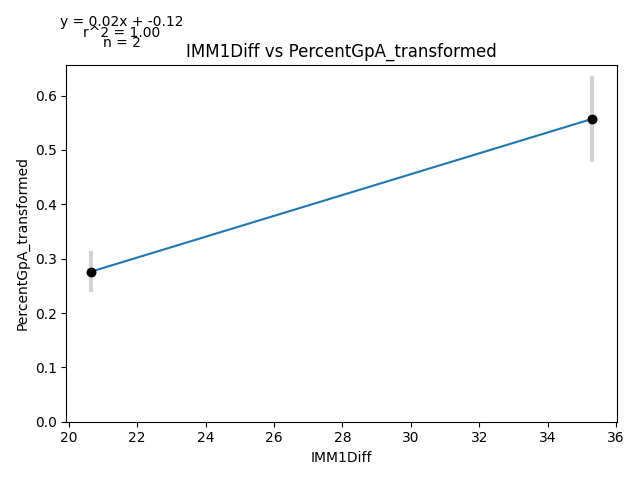 y = 0.02x + -0.12
r^2 = 1.00
n = 2
IMM1Diff vs PercentGpA_transformed
PercentGpA_transformed
0.6
0.5
0.4
0.3
0.2
0.1
0.0
20 22 24 26 28 30 32 34 36
IMM1Diff